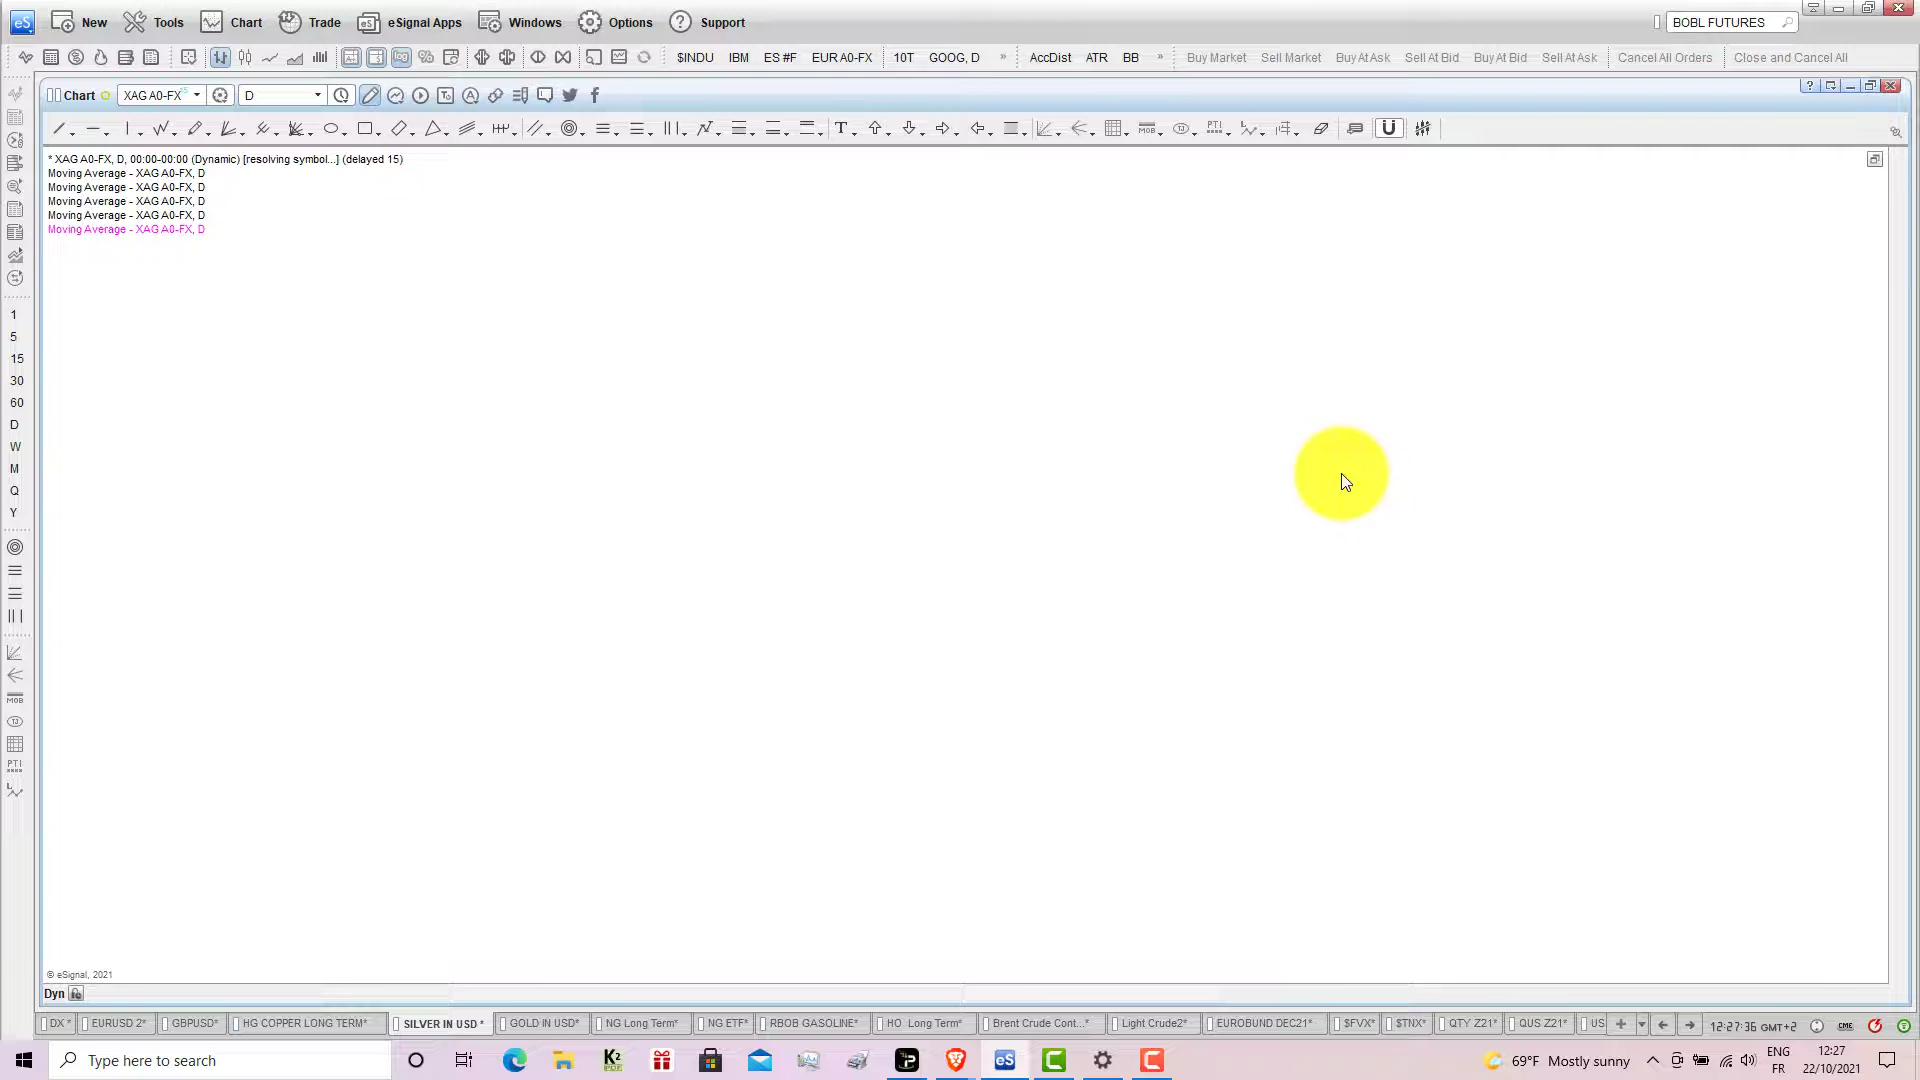 eS New Tools Chart Trade eSignal Apps Windows Options Support BOBL FUTURES
$INDU IBM ES #F EUR A0-FX 10T GOOG, D » AccDist ATR BB » Buy Market Sell Market Buy At Ask Sell At Bid Buy At Bid Sell At Ask Cancel All Orders Close and Cancel All
Chart XAG A0-FX D
* XAG A0-FX, D, 00:00-00:00 (Dynamic) [resolving symbol...] (delayed 15)
Moving Average - XAG A0-FX, D
Moving Average - XAG A0-FX, D
Moving Average - XAG A0-FX, D
Moving Average - XAG A0-FX, D
Moving Average - XAG A0-FX, D
1
5
15
30
60
D
W
M
Q
Y
MOB
TJ
PTI
© eSignal, 2021
Dyn
DX * EURUSD 2* GBPUSD* HG COPPER LONG TERM* SILVER IN USD * GOLD IN USD* NG Long Term* NG ETF* RBOB GASOLINE* HO Long Term* Brent Crude Cont...* Light Crude2* EUROBUND DEC21* $FVX* $TNX* QTY Z21* QUS Z21* US 12:27:36 GMT+2 CME
Type here to search 69°F Mostly sunny ENG FR 12:27 22/10/2021